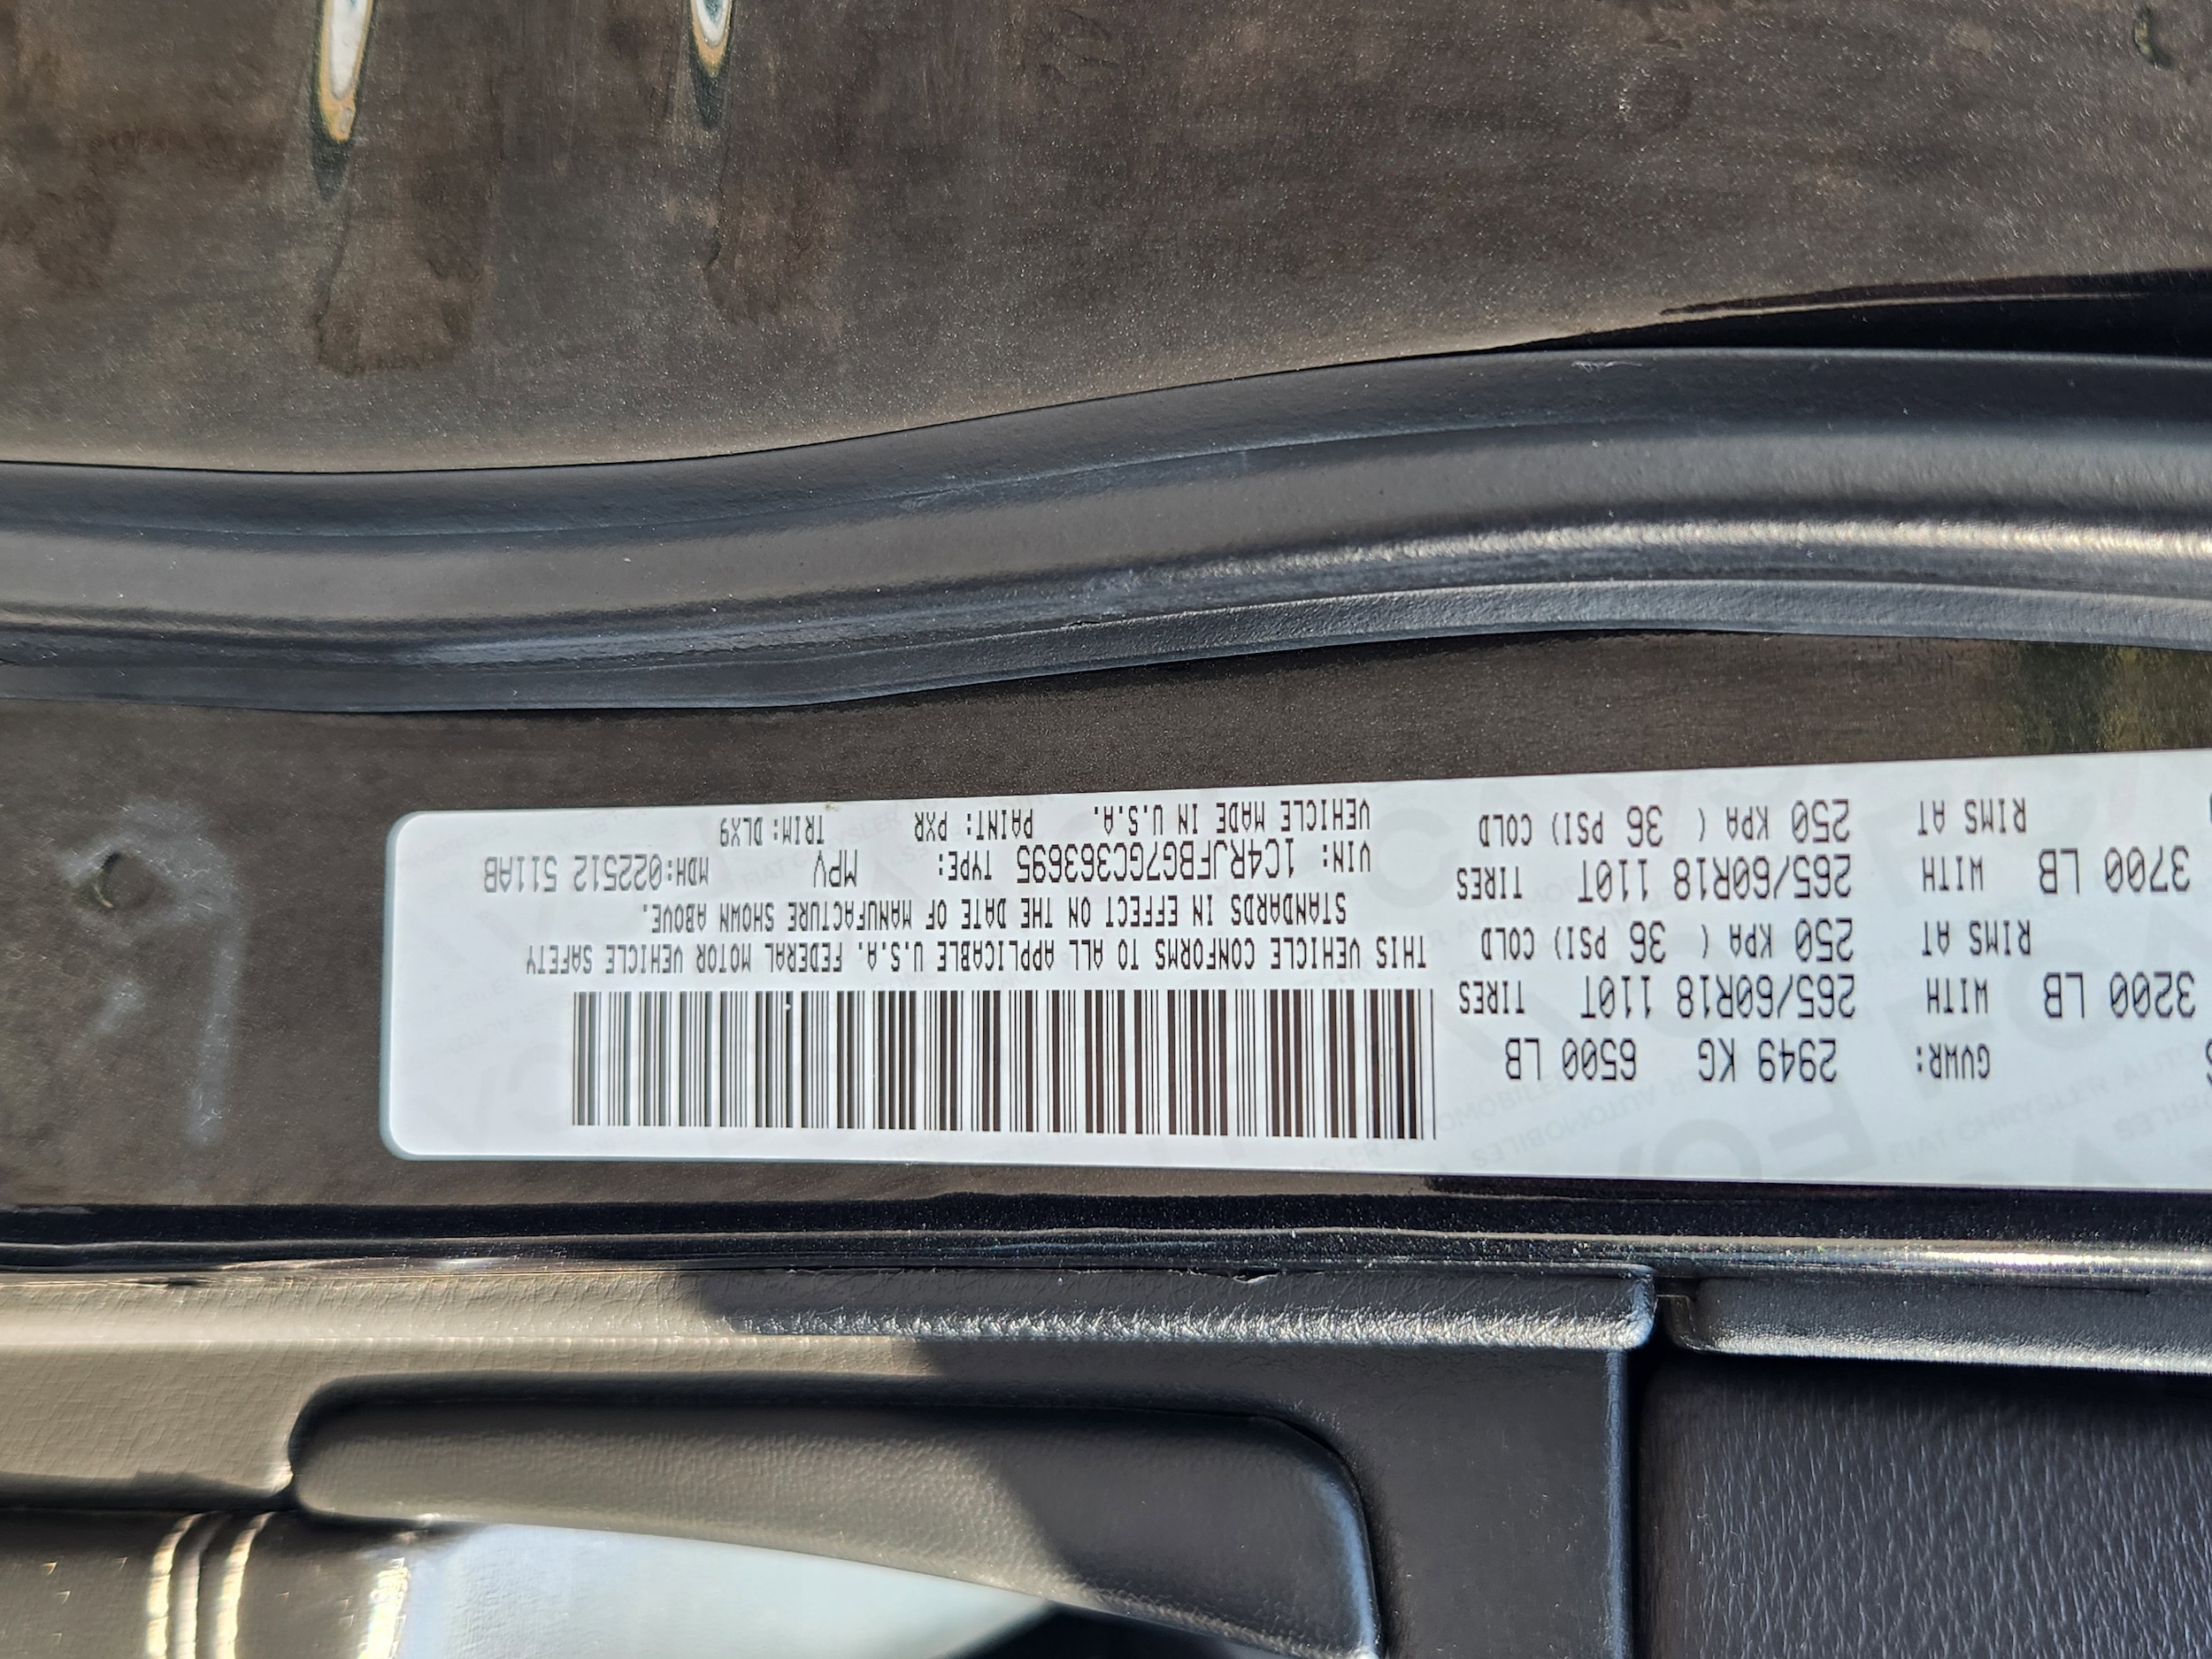 GVWR: 2949 KG 6500 LB
3200 LB WITH 265/60R18 110T TIRES
RIMS AT 250 KPA ( 36 PSI) COLD
3700 LB WITH 265/60R18 110T TIRES
RIMS AT 250 KPA ( 36 PSI) COLD
THIS VEHICLE CONFORMS TO ALL APPLICABLE U.S.A. FEDERAL MOTOR VEHICLE SAFETY
STANDARDS IN EFFECT ON THE DATE OF MANUFACTURE SHOWN ABOVE.
VIN: 1C4RJFBG7GC363695 TYPE: MPV MDH:022512 511AB
VEHICLE MADE IN U.S.A. PAINT: PXR TRIM: DLX9